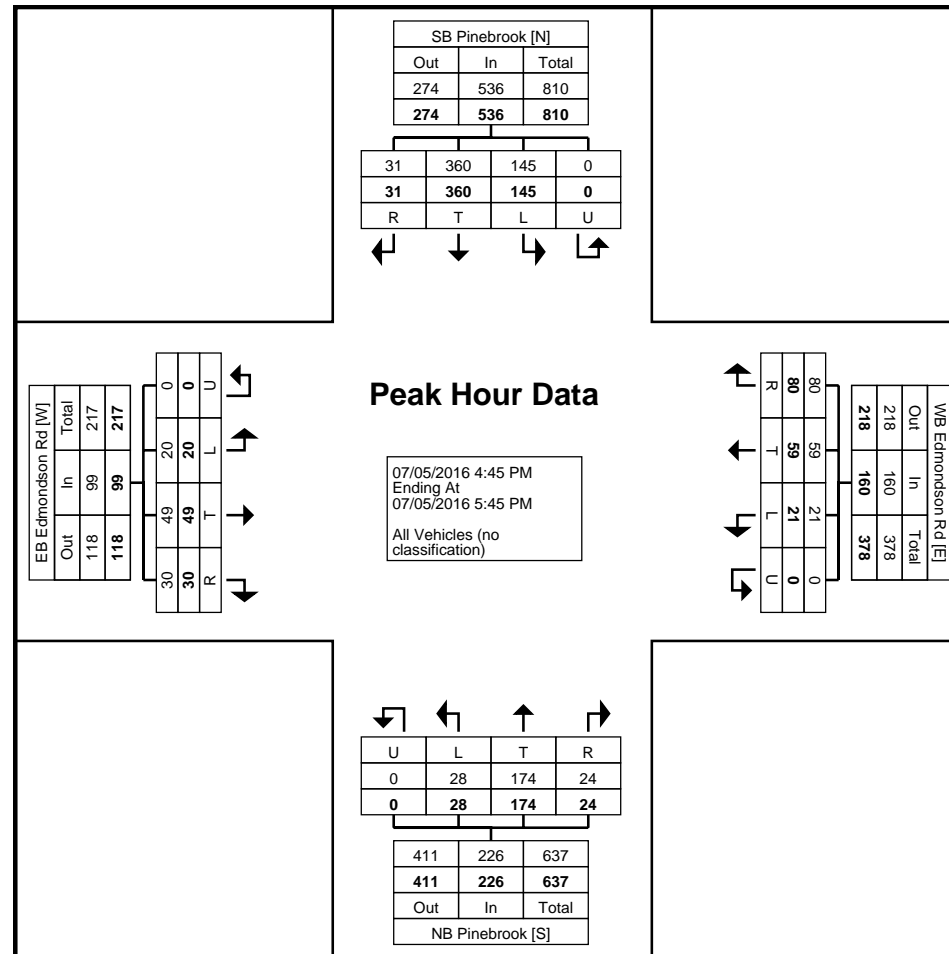 SB Pinebrook [N]
Out In Total
274 536 810
274 536 810
31 360 145 0
31 360 145 0
R T L U
EB Edmondson Rd [W]
Out In Total
118 99 217
118 99 217
0 20 49 30
0 20 49 30
U L T R
Peak Hour Data
07/05/2016 4:45 PM
Ending At
07/05/2016 5:45 PM
All Vehicles (no
classification)
WB Edmondson Rd [E]
Out In Total
218 160 378
218 160 378
80 59 21 0
80 59 21 0
R T L U
U L T R
0 28 174 24
0 28 174 24
411 226 637
411 226 637
Out In Total
NB Pinebrook [S]